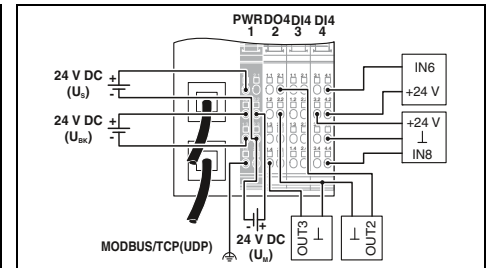 PWR DO4 DI4 DI4
1 2 3 4
24 V DC + -
(US)
24 V DC + -
(UBK)
IN6
+24 V
+24 V
⊥
IN8
MODBUS/TCP(UDP)
- +
24 V DC
(UM)
OUT3
⊥
⊥
OUT2